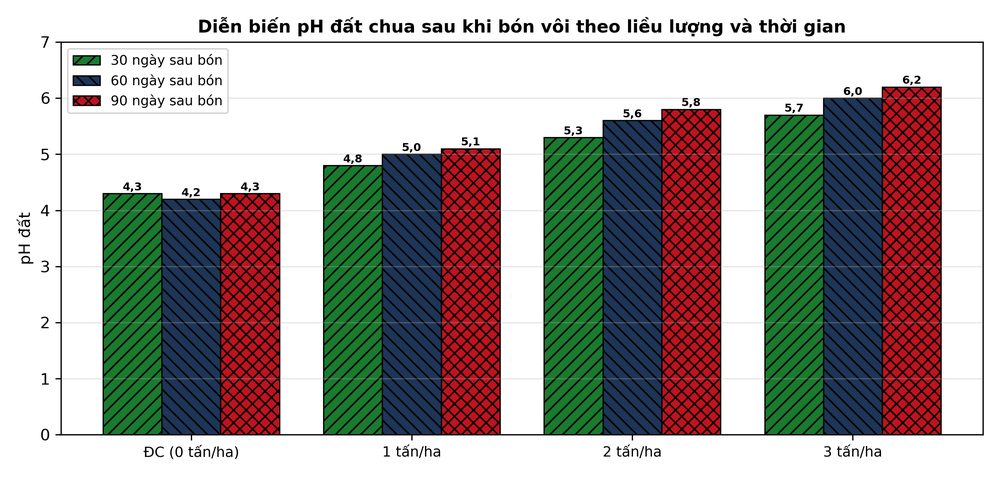 Diễn biến pH đất chua sau khi bón vôi theo liều lượng và thời gian
30 ngày sau bón
60 ngày sau bón
90 ngày sau bón
pH đất
7
6
5
4
3
2
1
0
4,3
4,2
4,3
4,8
5,0
5,1
5,3
5,6
5,8
5,7
6,0
6,2
ĐC (0 tấn/ha)
1 tấn/ha
2 tấn/ha
3 tấn/ha